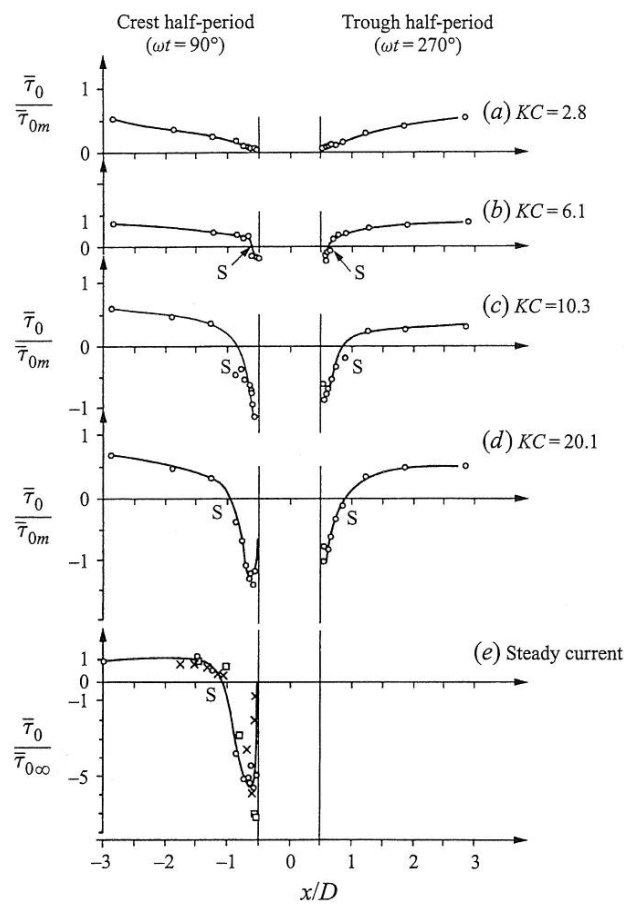 Crest half-period
(ωt = 90°)
Trough half-period
(ωt = 270°)
τ̅₀
τ̿₀ₘ
1
0
(a) KC = 2.8
1
0
S
S
(b) KC = 6.1
τ̅₀
τ̿₀ₘ
1
0
−1
S
S
(c) KC = 10.3
τ̅₀
τ̿₀ₘ
1
0
−1
S
S
(d) KC = 20.1
1
0
−1
−5
τ̅₀
τ̿₀∞
S
(e) Steady current
−3 −2 −1 0 1 2 3
x/D